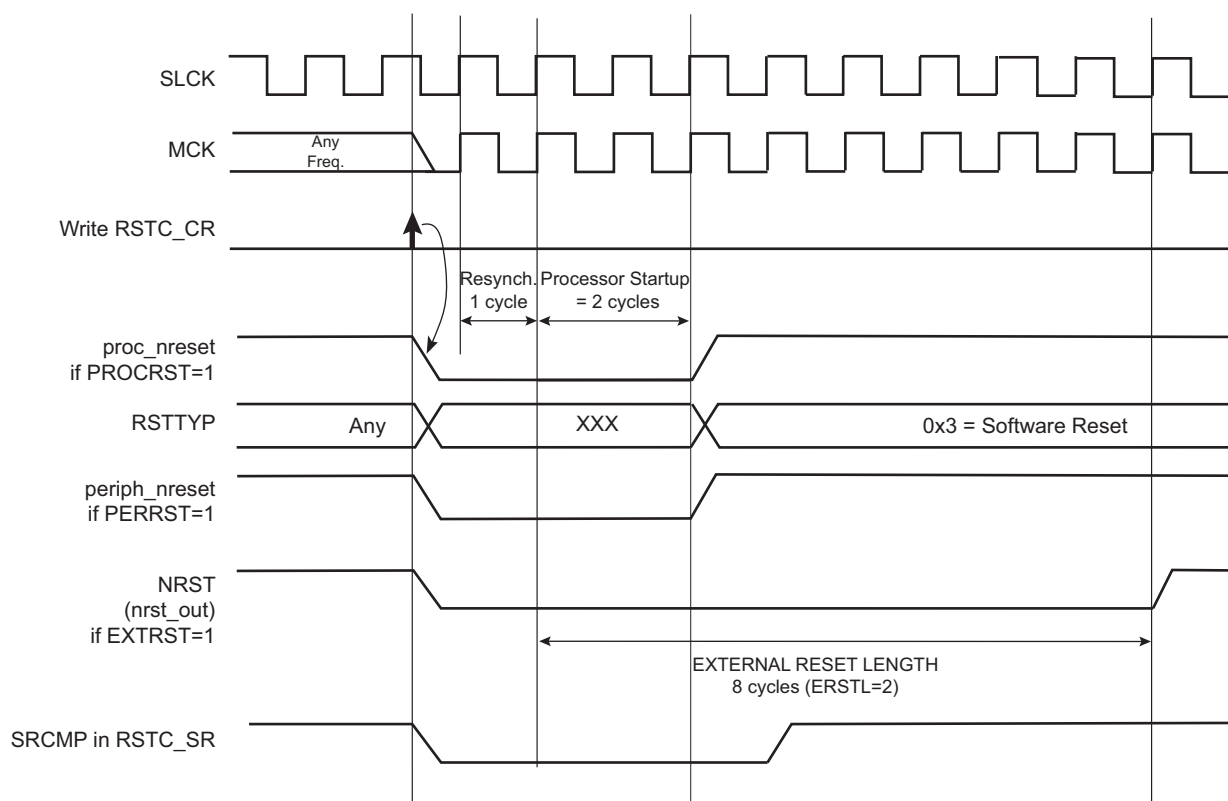 SLCK
MCK
Any
Freq.
Write RSTC_CR
Resynch.
1 cycle
Processor Startup
= 2 cycles
proc_nreset
if PROCRST=1
RSTTYP
Any
XXX
0x3 = Software Reset
periph_nreset
if PERRST=1
NRST
(nrst_out)
if EXTRST=1
EXTERNAL RESET LENGTH
8 cycles (ERSTL=2)
SRCMP in RSTC_SR